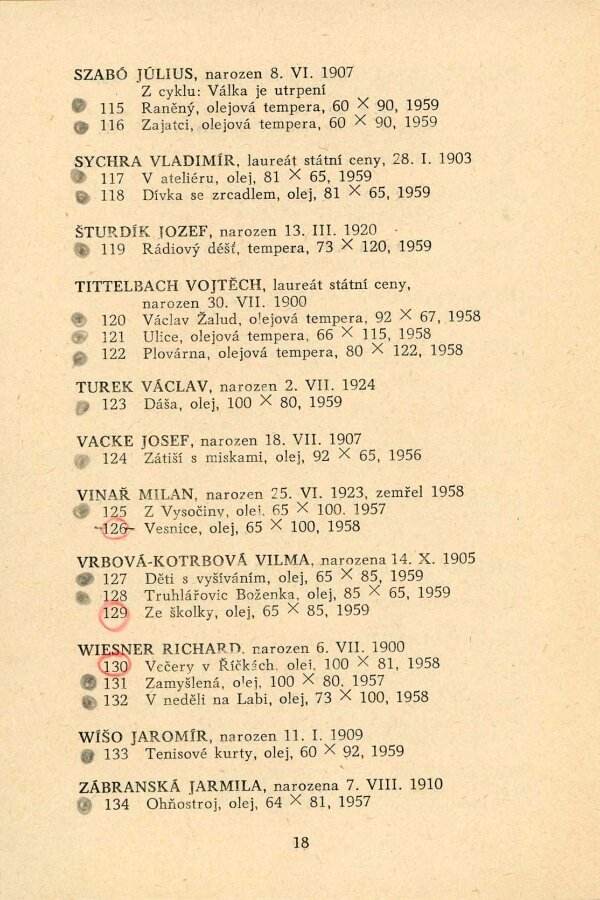 SZABÓ JÚLIUS, narozen 8. VI. 1907
Z cyklu: Válka je utrpení
115 Raněný, olejová tempera, 60 × 90, 1959
116 Zajatci, olejová tempera, 60 × 90, 1959
SYCHRA VLADIMÍR, laureát státní ceny, 28. I. 1903
117 V ateliéru, olej, 81 × 65, 1959
118 Dívka se zrcadlem, olej, 81 × 65, 1959
ŠTURDÍK JOZEF, narozen 13. III. 1920
119 Rádiový déšť, tempera, 73 × 120, 1959
TITTELBACH VOJTĚCH, laureát státní ceny,
narozen 30. VII. 1900
120 Václav Žalud, olejová tempera, 92 × 67, 1958
121 Ulice, olejová tempera, 66 × 115, 1958
122 Plovárna, olejová tempera, 80 × 122, 1958
TUREK VÁCLAV, narozen 2. VII. 1924
123 Dáša, olej, 100 × 80, 1959
VACKE JOSEF, narozen 18. VII. 1907
124 Zátiší s miskami, olej, 92 × 65, 1956
VINAŘ MILAN, narozen 25. VI. 1923, zemřel 1958
125 Z Vysočiny, olej. 65 × 100. 1957
126 Vesnice, olej, 65 × 100, 1958
VRBOVÁ-KOTRBOVÁ VILMA, narozena 14. X. 1905
127 Děti s vyšíváním, olej, 65 × 85, 1959
128 Truhlářovic Boženka, olej, 85 × 65, 1959
129 Ze školky, olej, 65 × 85, 1959
WIESNER RICHARD, narozen 6. VII. 1900
130 Večery v Říčkách, olej, 100 × 81, 1958
131 Zamyšlená, olej, 100 × 80, 1957
132 V neděli na Labi, olej, 73 × 100, 1958
WÍŠO JAROMÍR, narozen 11. I. 1909
133 Tenisové kurty, olej, 60 × 92, 1959
ZÁBRANSKÁ JARMILA, narozena 7. VIII. 1910
134 Ohňostroj, olej, 64 × 81, 1957
18